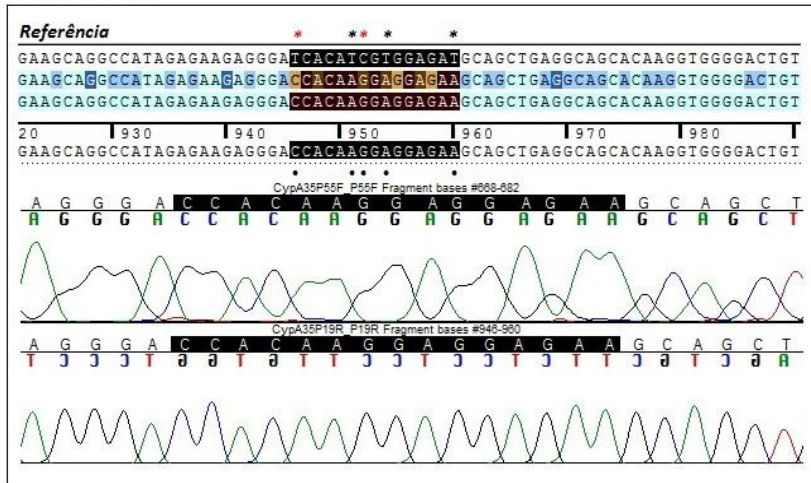 Referência
* * * * *
GAAGCAGGCCATAGAGAAGAGGGATCACATCGTGGAGATGCAGCTGAGGCAGCACAAGGTGGGGACTGT
GAAGCAGGCCATAGAGAAGAGGGACCACAAGGAGGAGAAGCAGCTGAGGCAGCACAAGGTGGGGACTGT
GAAGCAGGCCATAGAGAAGAGGGACCACAAGGAGGAGAAGCAGCTGAGGCAGCACAAGGTGGGGACTGT
20 930 940 950 960 970 980
GAAGCAGGCCATAGAGAAGAGGGACCACAAGGAGGAGAAGCAGCTGAGGCAGCACAAGGTGGGGACTGT
CypA35P55F_P55F Fragment bases #668-682
A G G G A C C A C A A G G A G G A G A A G C A G C T
A G G G A C C A C A A G G A G G A G A A G C A G C T
CypA35P19R_P19R Fragment bases #946-960
A G G G A C C A C A A G G A G G A G A A G C A G C T
T C C C T G G T G T T C C T C C T C T T C G T C G A